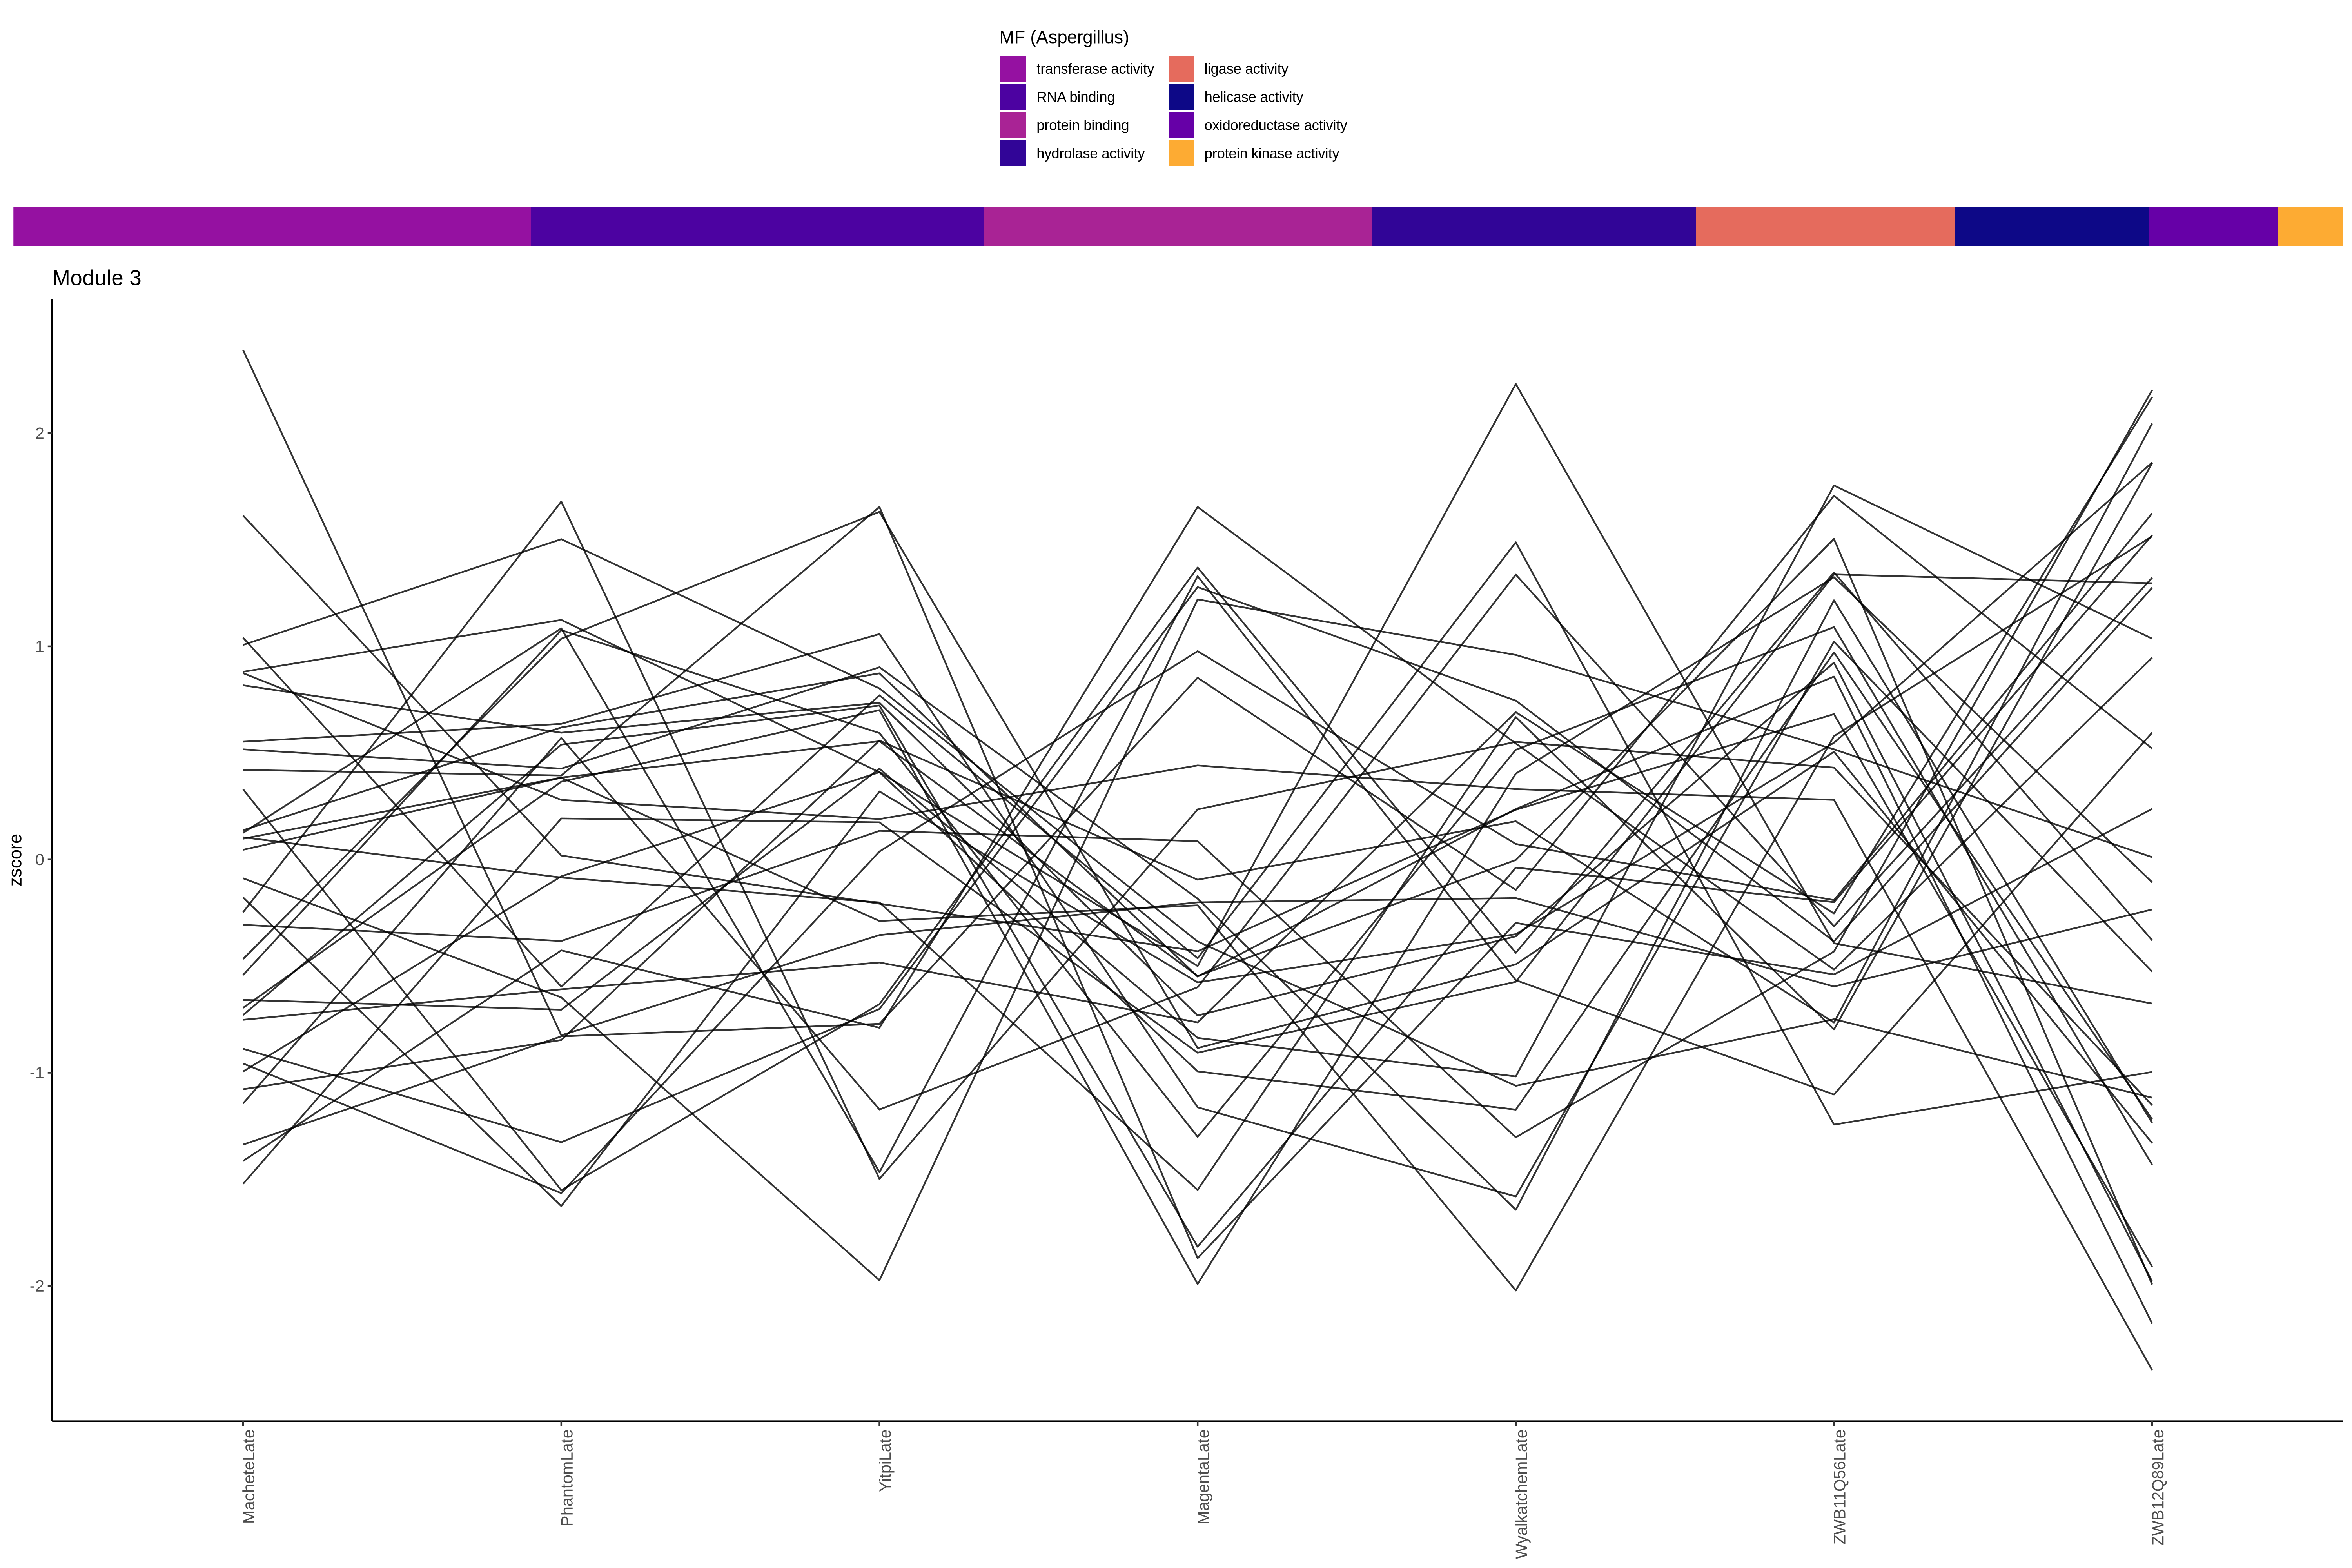 MF (Aspergillus)
transferase activity
ligase activity
RNA binding
helicase activity
protein binding
oxidoreductase activity
hydrolase activity
protein kinase activity
Module 3
zscore
2
1
0
-1
-2
MacheteLate
PhantomLate
YitpiLate
MagentaLate
WyalkatchemLate
ZWB11Q56Late
ZWB12Q89Late